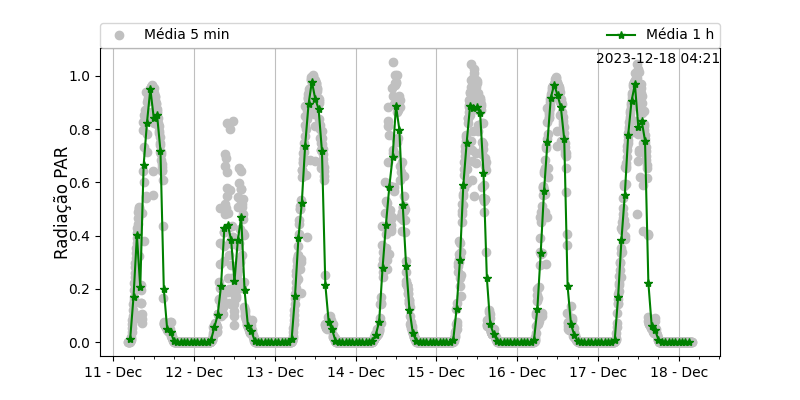 Média 5 min
Média 1 h
2023-12-18 04:21
Radiação PAR
1.0
0.8
0.6
0.4
0.2
0.0
11 - Dec
12 - Dec
13 - Dec
14 - Dec
15 - Dec
16 - Dec
17 - Dec
18 - Dec